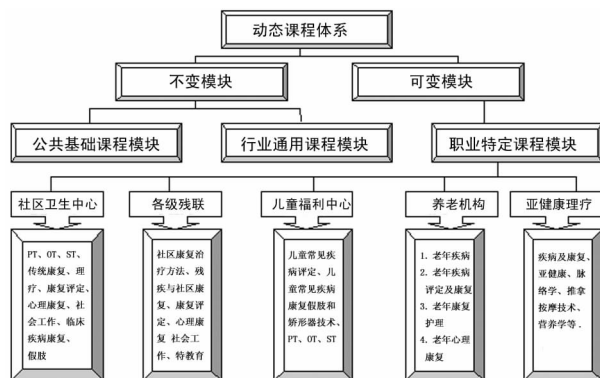 动态课程体系
不变模块
可变模块
公共基础课程模块
行业通用课程模块
职业特定课程模块
社区卫生中心
各级残联
儿童福利中心
养老机构
亚健康理疗
PT、OT、ST、
传统康复、理
疗、康复评定、
心理康复、社
会工作、临床
疾病康复、
假肢
社区康复治
疗方法、残
疾与社区康
复、康复评
定、心理康
复 社会工
作、特教育
儿童常见疾
病评定、儿
童常见疾病
康复假肢和
矫形器技术、
PT、OT、ST
1. 老年疾病
2. 老年疾病
评定及康复
3. 老年康复
护理
4. 老年心理
康复
疾病及康复、
亚健康、脉
络学、推拿
按摩技术、
营养学等．